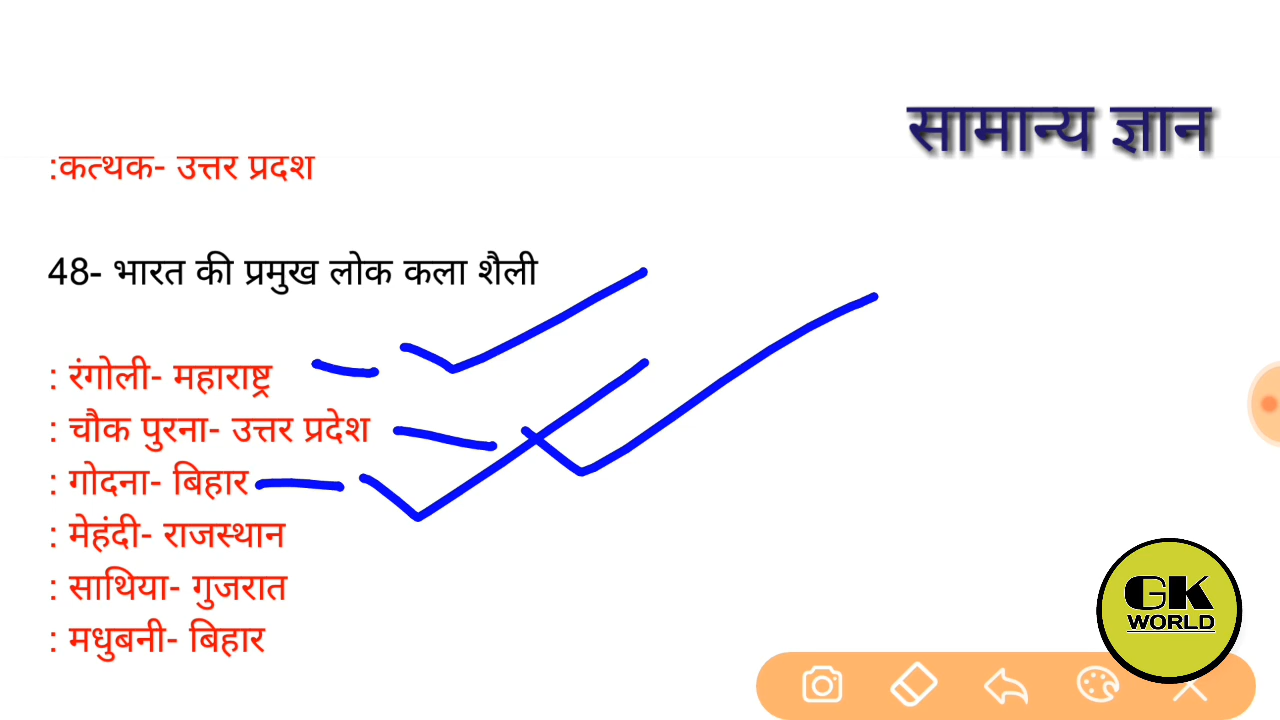 सामान्य ज्ञान
:कत्थक- उत्तर प्रदेश
48- भारत की प्रमुख लोक कला शैली
: रंगोली- महाराष्ट्र
: चौक पुरना- उत्तर प्रदेश
: गोदना- बिहार
: मेहंदी- राजस्थान
: साथिया- गुजरात
: मधुबनी- बिहार
GK
WORLD